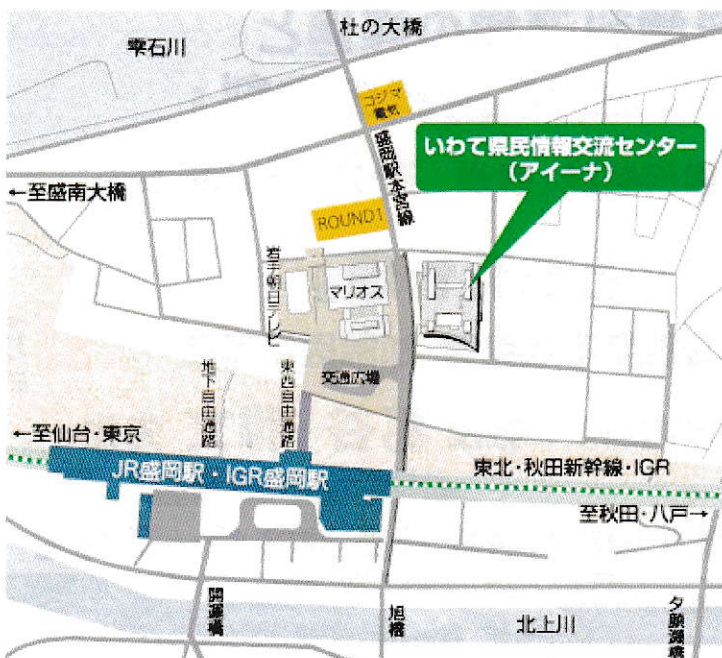 雫石川
杜の大橋
コジマ
電気
盛岡駅本宮線
いわて県民情報交流センター
(アイーナ)
←至盛南大橋
ROUND1
岩手朝日テレビ
マリオス
交通広場
地下自由通路
東西自由通路
←至仙台・東京
JR盛岡駅・IGR盛岡駅
東北・秋田新幹線・IGR
至秋田・八戸→
開運橋
旭橋
北上川
夕顔瀬橋